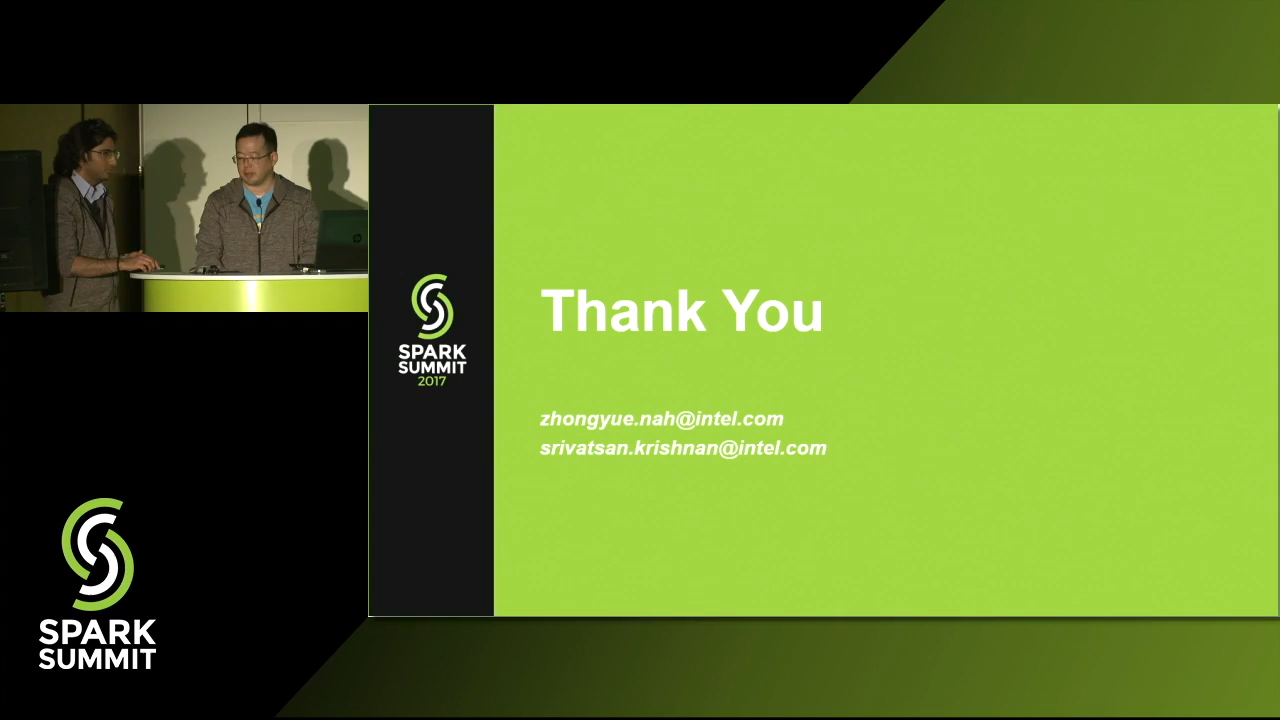 SPARK
SUMMIT
2017
Thank You
zhongyue.nah@intel.com
srivatsan.krishnan@intel.com
SPARK
SUMMIT